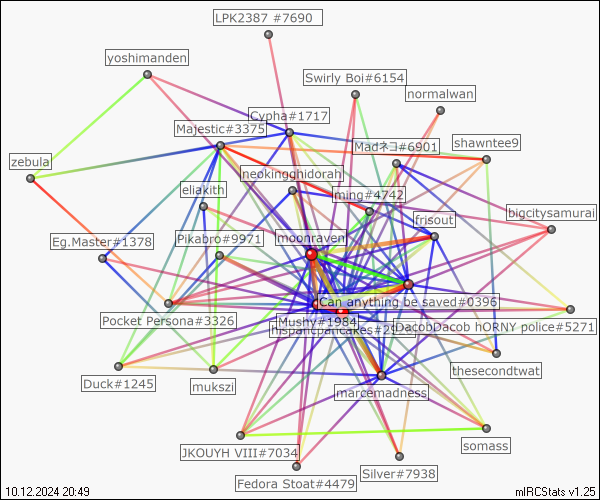 LPK2387 #7690
yoshimanden
Swirly Boi#6154
normalwan
Cypha#1717
Majestic#3375
Madネコ#6901
shawntee9
zebula
neokingghidorah
eliakith
ming#4742
bigcitysamurai
frisout
Eg.Master#1378
Pikabro#9971
moonraven
Can anything be saved#0396
Pocket Persona#3326
Mushy#1984
DacobDacob hORNY police#5271
hispanicpancakes#2
thesecondtwat
Duck#1245
mukszi
marcemadness
somass
JKOUYH VIII#7034
Silver#7938
Fedora Stoat#4479
10.12.2024 20:49
mIRCStats v1.25